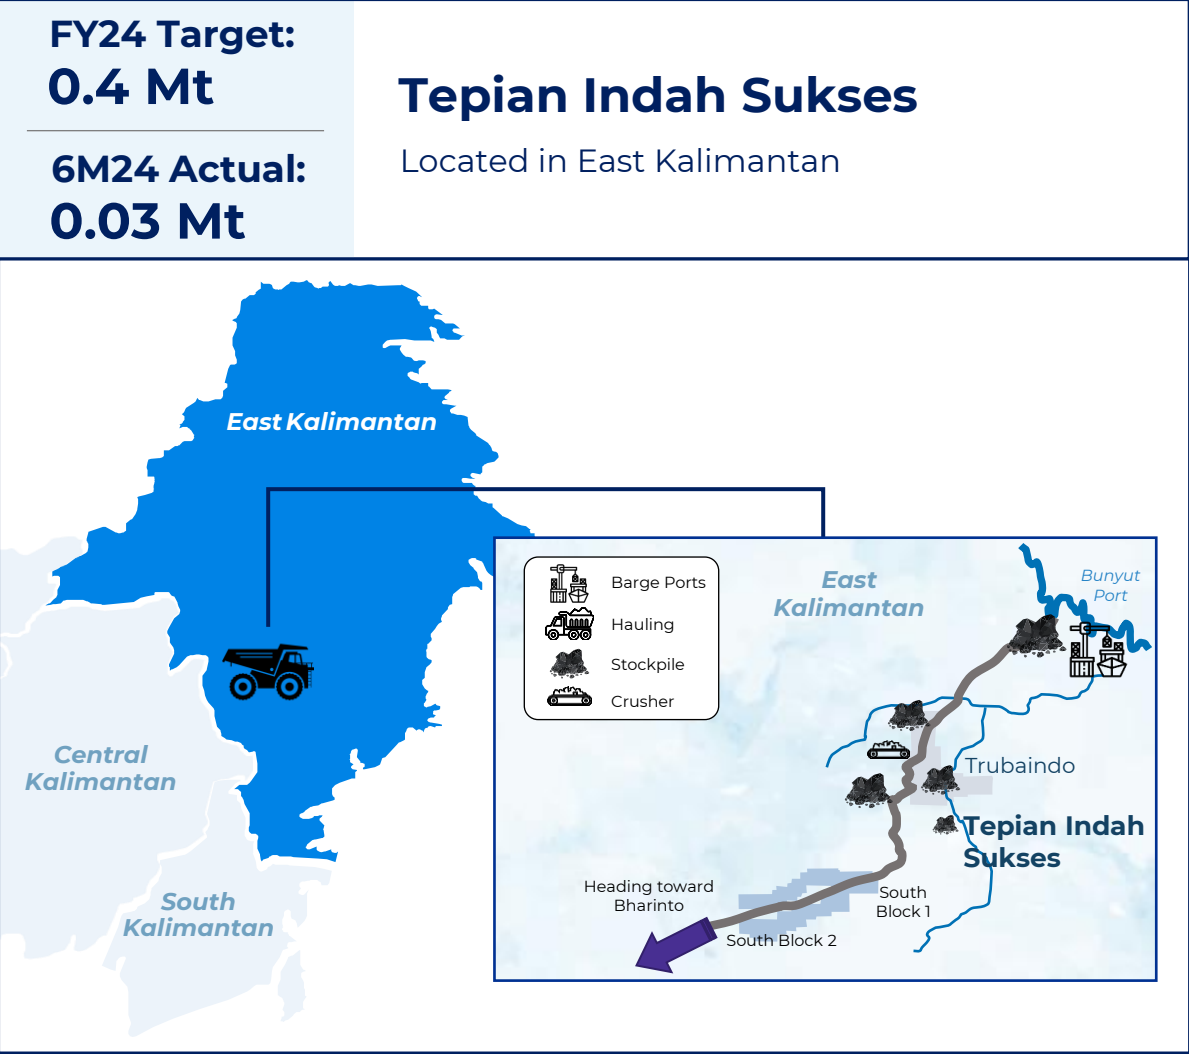 FY24 Target:
0.4 Mt
6M24 Actual:
0.03 Mt
Tepian Indah Sukses
Located in East Kalimantan
East Kalimantan
Central
Kalimantan
South
Kalimantan
Barge Ports
Hauling
Stockpile
Crusher
East
Kalimantan
Bunyut
Port
Trubaindo
Tepian Indah
Sukses
Heading toward
Bharinto
South
Block 1
South Block 2